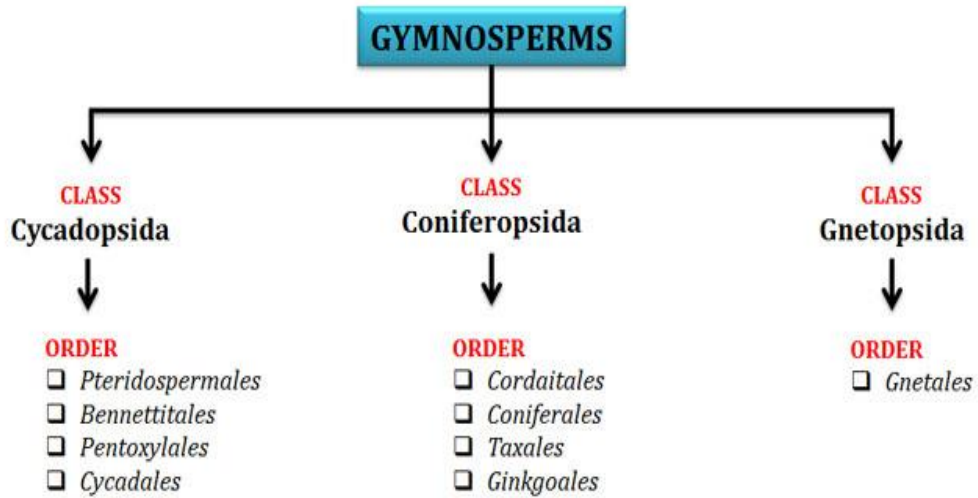 GYMNOSPERMS
CLASS
Cycadopsida
ORDER
❑ Pteridospermales
❑ Bennettitales
❑ Pentoxylales
❑ Cycadales
CLASS
Coniferopsida
ORDER
❑ Cordaitales
❑ Coniferales
❑ Taxales
❑ Ginkgoales
CLASS
Gnetopsida
ORDER
❑ Gnetales